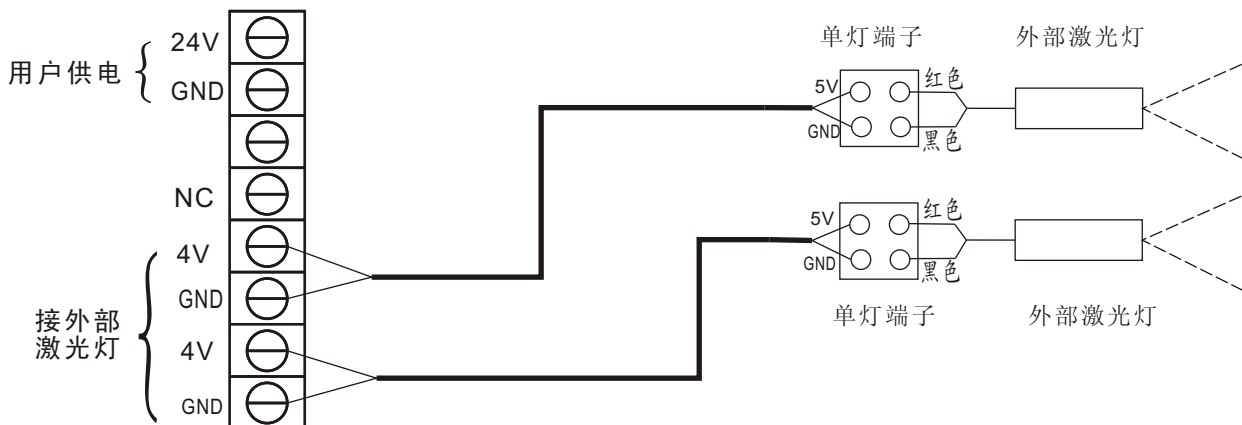 24V
用户供电
GND
NC
4V
GND
接外部
激光灯
4V
GND
单灯端子
外部激光灯
5V
红色
GND
黑色
5V
红色
GND
黑色
单灯端子
外部激光灯